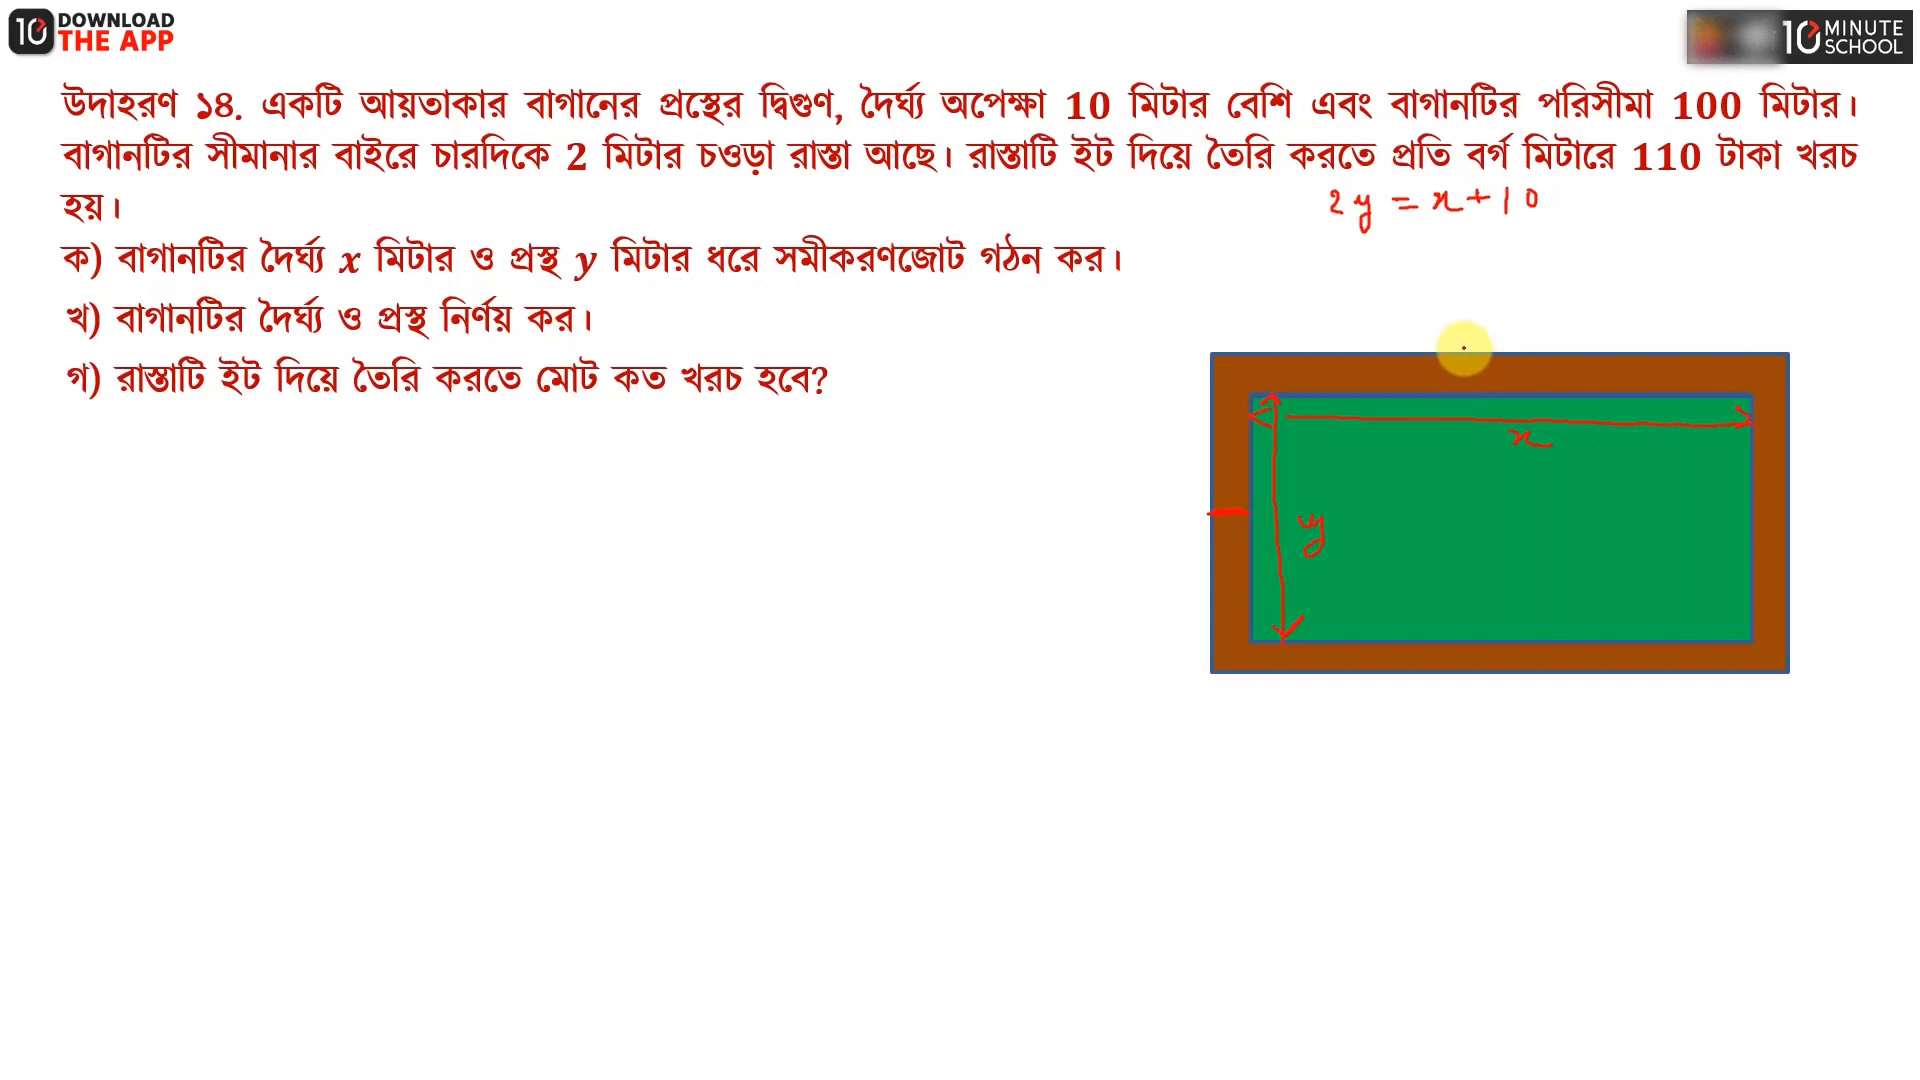 10 DOWNLOAD
THE APP
10 MINUTE
SCHOOL
উদাহরণ ১৪. একটি আয়তাকার বাগানের প্রস্থের দ্বিগুণ, দৈর্ঘ্য অপেক্ষা 10 মিটার বেশি এবং বাগানটির পরিসীমা 100 মিটার।
বাগানটির সীমানার বাইরে চারদিকে 2 মিটার চওড়া রাস্তা আছে। রাস্তাটি ইট দিয়ে তৈরি করতে প্রতি বর্গ মিটারে 110 টাকা খরচ
হয়।
2y = x + 10
ক) বাগানটির দৈর্ঘ্য x মিটার ও প্রস্থ y মিটার ধরে সমীকরণজোট গঠন কর।
খ) বাগানটির দৈর্ঘ্য ও প্রস্থ নির্ণয় কর।
গ) রাস্তাটি ইট দিয়ে তৈরি করতে মোট কত খরচ হবে?
x
y